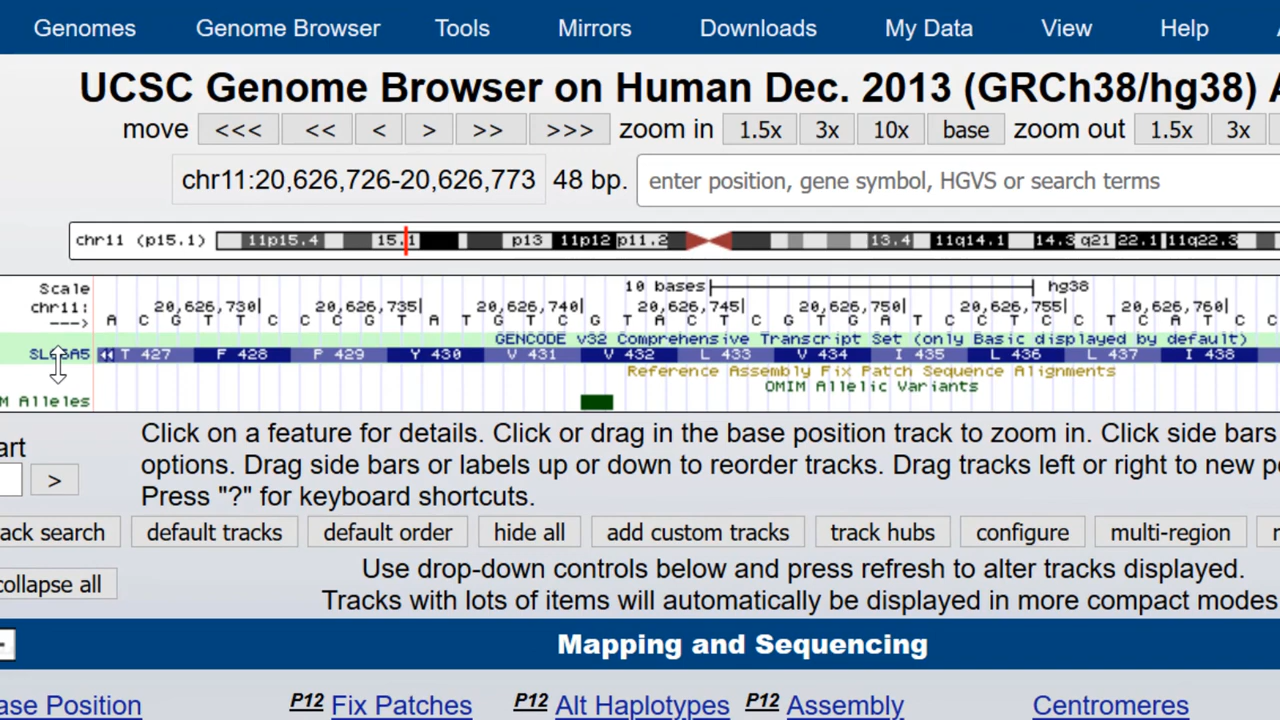 Genomes Genome Browser Tools Mirrors Downloads My Data View Help
UCSC Genome Browser on Human Dec. 2013 (GRCh38/hg38) A
move <<< << < > >> >>> zoom in 1.5x 3x 10x base zoom out 1.5x 3x
chr11:20,626,726-20,626,773 48 bp. enter position, gene symbol, HGVS or search terms
chr11 (p15.1) 11p15.4 15.1 p13 11p12 p11.2 13.4 11q14.1 14.3 q21 22.1 11q22.3
Scale 10 bases hg38
chr11: 20,626,730 20,626,735 20,626,740 20,626,745 20,626,750 20,626,755 20,626,760
---> A C G T T C C C G T A T G T C G T A C T C G T G A T C C T C A T C T A G T C C
GENCODE v32 Comprehensive Transcript Set (only Basic displayed by default)
T 427 F 428 P 429 Y 430 V 431 V 432 L 433 V 434 I 435 L 436 L 437 I 438
Reference Assembly Fix Patch Sequence Alignments
OMIM Allelic Variants
M Alleles
art
>
Click on a feature for details. Click or drag in the base position track to zoom in. Click side bars
options. Drag side bars or labels up or down to reorder tracks. Drag tracks left or right to new po
Press "?" for keyboard shortcuts.
ack search default tracks default order hide all add custom tracks track hubs configure multi-region
collapse all
Use drop-down controls below and press refresh to alter tracks displayed.
Tracks with lots of items will automatically be displayed in more compact modes
- Mapping and Sequencing
ase Position P12 Fix Patches P12 Alt Haplotypes P12 Assembly Centromeres